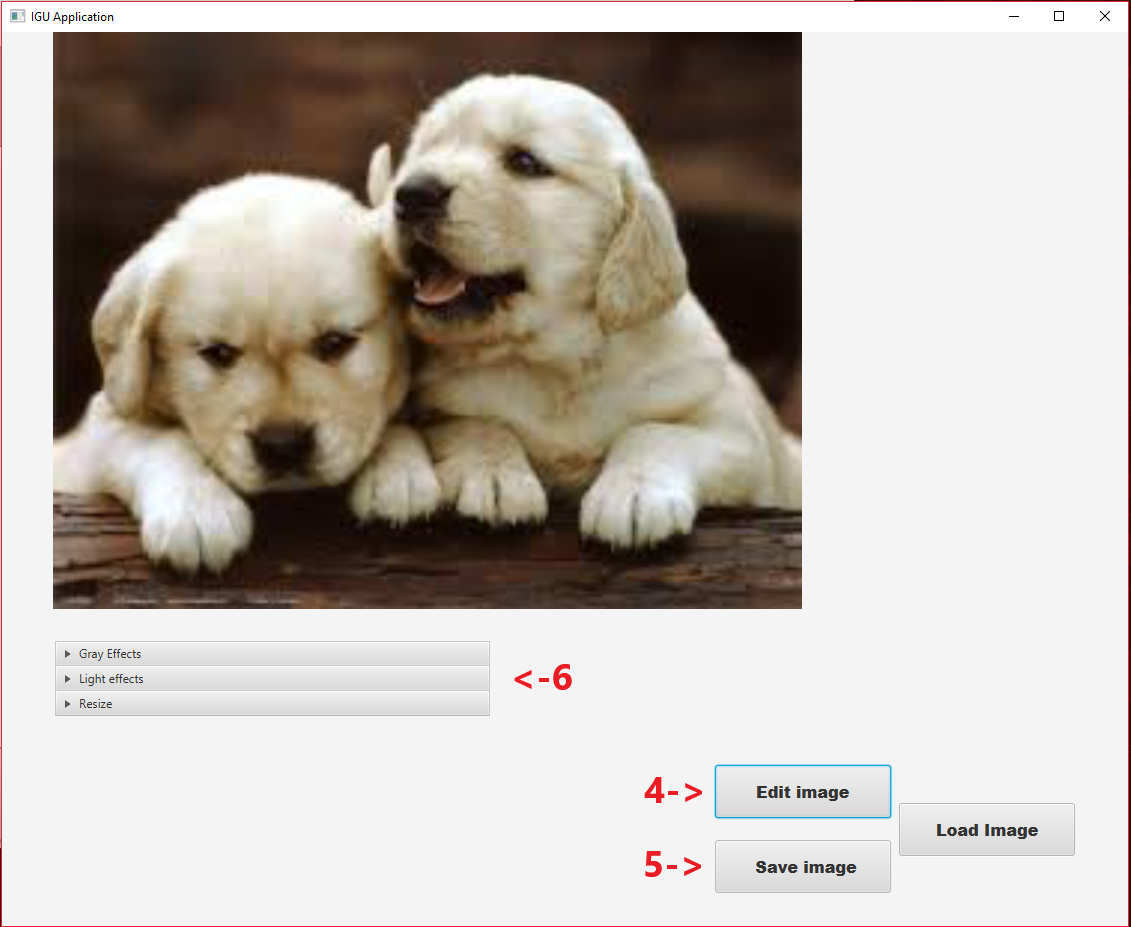 IGU Application
Gray Effects
Light effects
Resize
<-6
4->
Edit image
Load Image
5->
Save image